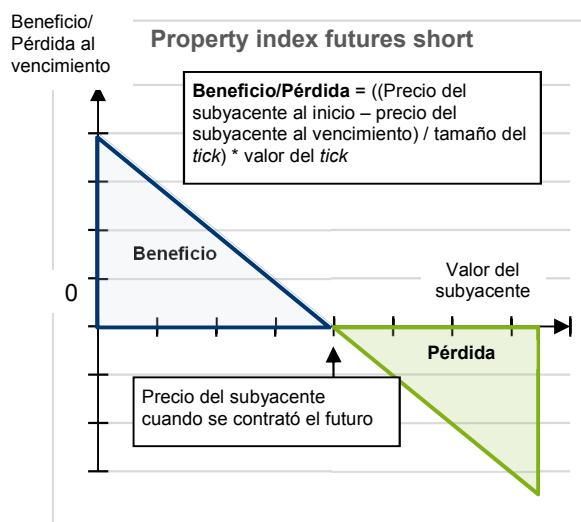 Beneficio/
Pérdida al
vencimiento
Property index futures short
Beneficio/Pérdida = ((Precio del
subyacente al inicio – precio del
subyacente al vencimiento) / tamaño del
tick) * valor del tick
Beneficio
0
Valor del
subyacente
Pérdida
Precio del subyacente
cuando se contrató el futuro